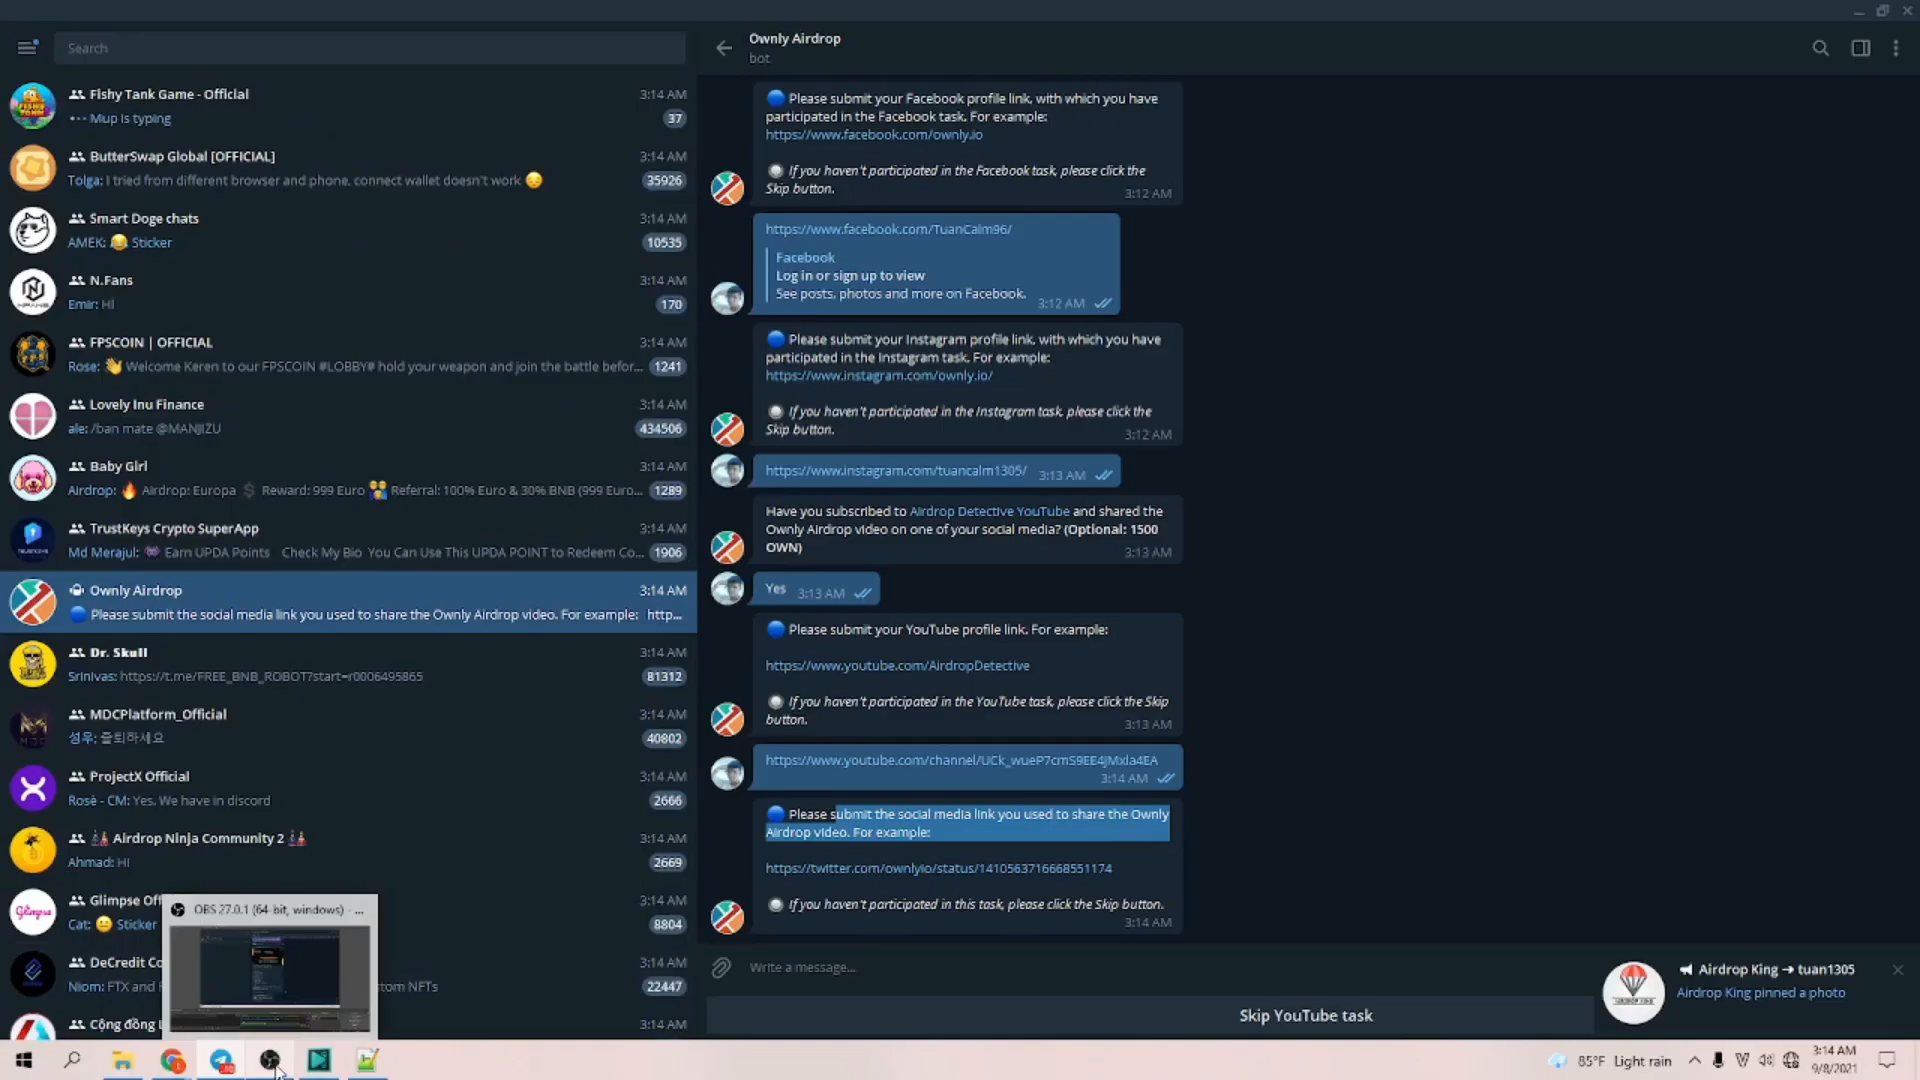 Search
Fishy Tank Game - Official
3:14 AM
Mup is typing
37
ButterSwap Global [OFFICIAL]
3:14 AM
Tolga: I tried from different browser and phone, connect wallet doesn't work 😔
35926
Smart Doge chats
3:14 AM
AMEK: 😂 Sticker
10535
N.Fans
3:14 AM
Emir: Hi
170
FPSCOIN | OFFICIAL
3:14 AM
Rose: 👋 Welcome Keren to our FPSCOIN #LOBBY# hold your weapon and join the battle befor...
1241
Lovely Inu Finance
3:14 AM
ale: /ban mate @MANJIZU
434506
Baby Girl
3:14 AM
Airdrop: 🔥 Airdrop: Europa 💲 Reward: 999 Euro 👥 Referral: 100% Euro & 30% BNB (999 Euro...
1289
TrustKeys Crypto SuperApp
3:14 AM
Md Merajul: 👾 Earn UPDA Points Check My Bio You Can Use This UPDA POINT to Redeem Co...
1906
Ownly Airdrop
3:14 AM
🔵 Please submit the social media link you used to share the Ownly Airdrop video. For example: http...
Dr. Skull
3:14 AM
Srinivas: https://t.me/FREE_BNB_ROBOT?start=r0006495865
81312
MDCPlatform_Official
3:14 AM
성우: 줄퇴하세요
40802
ProjectX Official
3:14 AM
Rosè - CM: Yes. We have in discord
2666
Airdrop Ninja Community 2
3:14 AM
Ahmad: Hi
2669
Glimpse Off
3:14 AM
Cat: 😐 Sticker
8804
DeCredit Co
3:14 AM
Niom: FTX and F
tom NFTs
22447
Cộng đồng L
3:14 AM
OBS 27.0.1 (64-bit, windows) - ...
Ownly Airdrop
bot
🔵 Please submit your Facebook profile link, with which you have
participated in the Facebook task. For example:
https://www.facebook.com/ownly.io
If you haven't participated in the Facebook task, please click the
Skip button.
3:12 AM
https://www.facebook.com/TuanCalm96/
Facebook
Log in or sign up to view
See posts, photos and more on Facebook.
3:12 AM
🔵 Please submit your Instagram profile link, with which you have
participated in the Instagram task. For example:
https://www.instagram.com/ownly.io/
If you haven't participated in the Instagram task, please click the
Skip button.
3:12 AM
https://www.instagram.com/tuancalm1305/
3:13 AM
Have you subscribed to Airdrop Detective YouTube and shared the
Ownly Airdrop video on one of your social media? (Optional: 1500
OWN)
3:13 AM
Yes
3:13 AM
🔵 Please submit your YouTube profile link. For example:
https://www.youtube.com/AirdropDetective
If you haven't participated in the YouTube task, please click the Skip
button.
3:13 AM
https://www.youtube.com/channel/UCk_wueP7cmS9EE4jMxla4EA
3:14 AM
🔵 Please submit the social media link you used to share the Ownly
Airdrop video. For example:
https://twitter.com/ownlyio/status/1410563716668551174
If you haven't participated in this task, please click the Skip button.
3:14 AM
Write a message...
Skip YouTube task
Airdrop King ➜ tuan1305
Airdrop King pinned a photo
AIRDROP KING
85°F Light rain
3:14 AM
9/8/2021